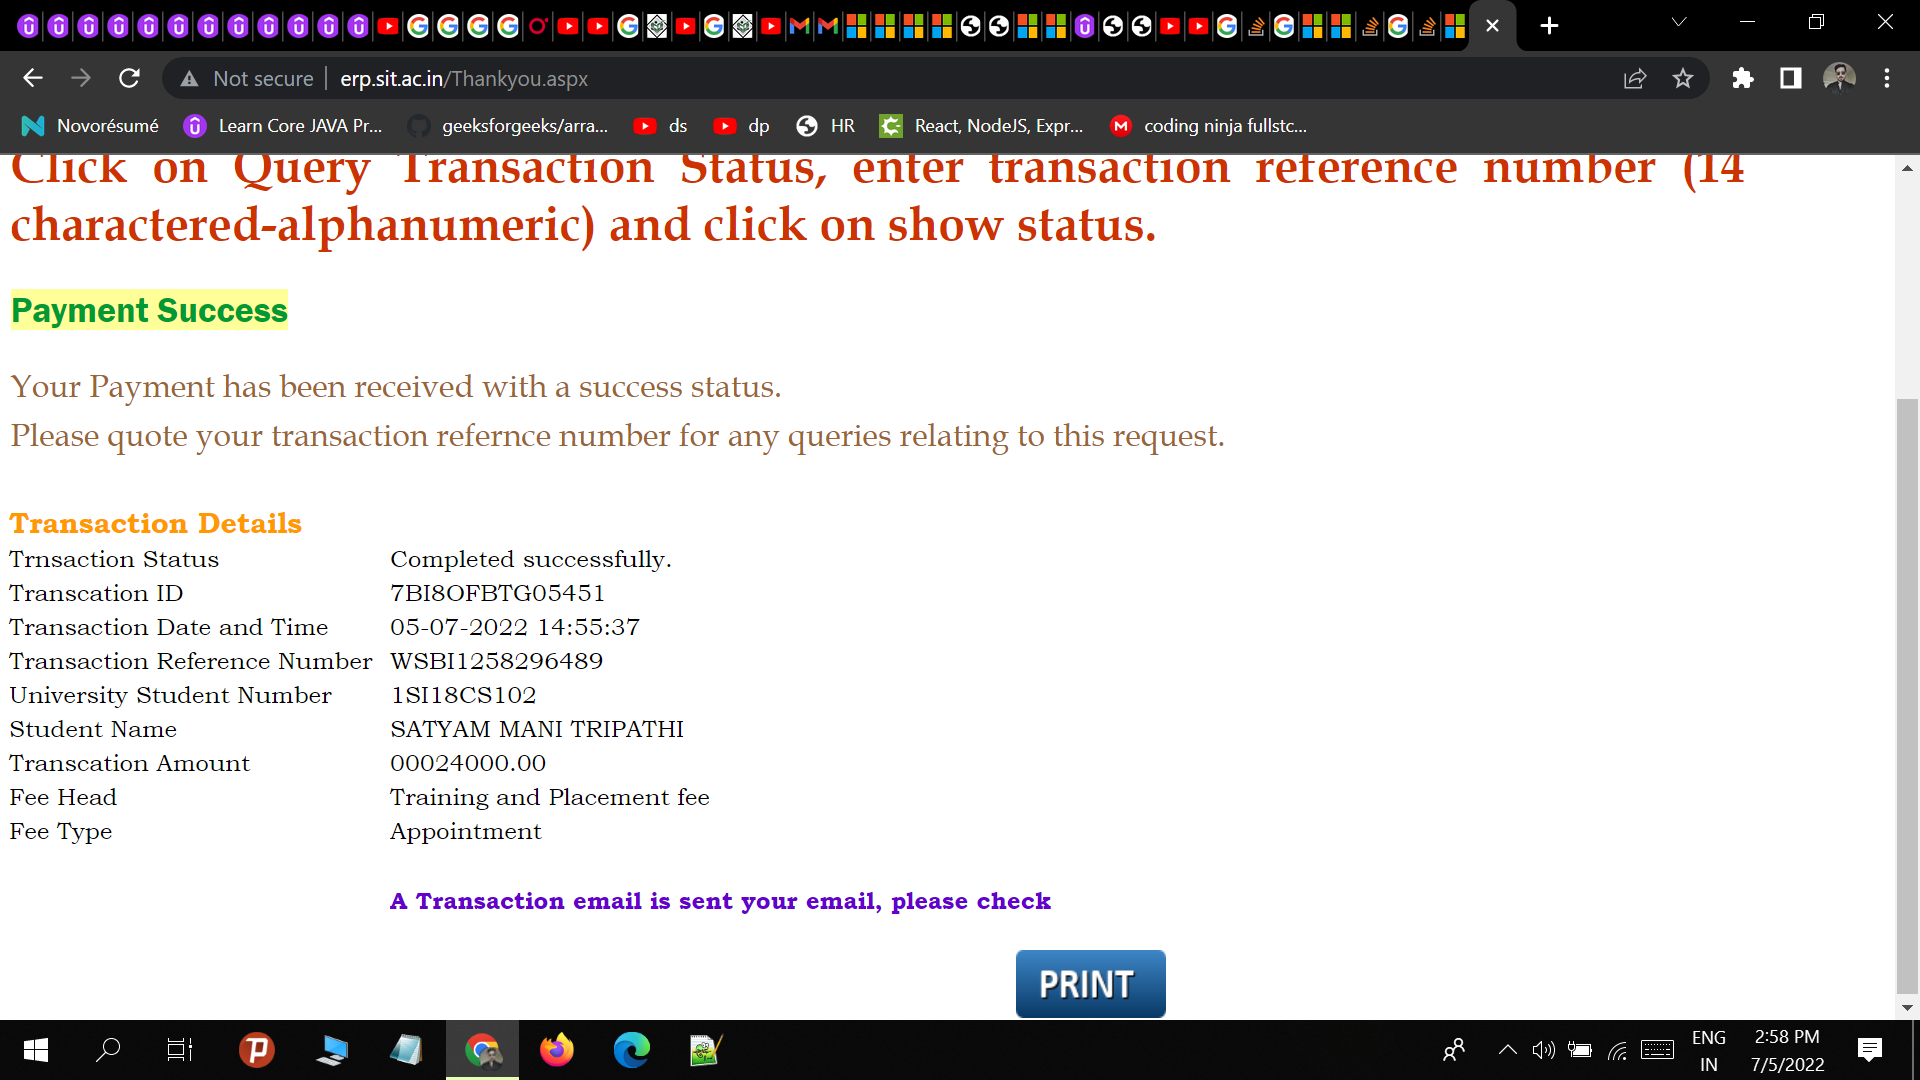 Not secure
erp.sit.ac.in/Thankyou.aspx
Novorésumé
Learn Core JAVA Pr...
geeksforgeeks/arra...
ds
dp
HR
React, NodeJS, Expr...
coding ninja fullstc...
Click on Query Transaction Status, enter transaction reference number (14
charactered-alphanumeric) and click on show status.
Payment Success
Your Payment has been received with a success status.
Please quote your transaction refernce number for any queries relating to this request.
Transaction Details
Trnsaction Status Completed successfully.
Transcation ID 7BI8OFBTG05451
Transaction Date and Time 05-07-2022 14:55:37
Transaction Reference Number WSBI1258296489
University Student Number 1SI18CS102
Student Name SATYAM MANI TRIPATHI
Transcation Amount 00024000.00
Fee Head Training and Placement fee
Fee Type Appointment
A Transaction email is sent your email, please check
PRINT
ENG
IN
2:58 PM
7/5/2022